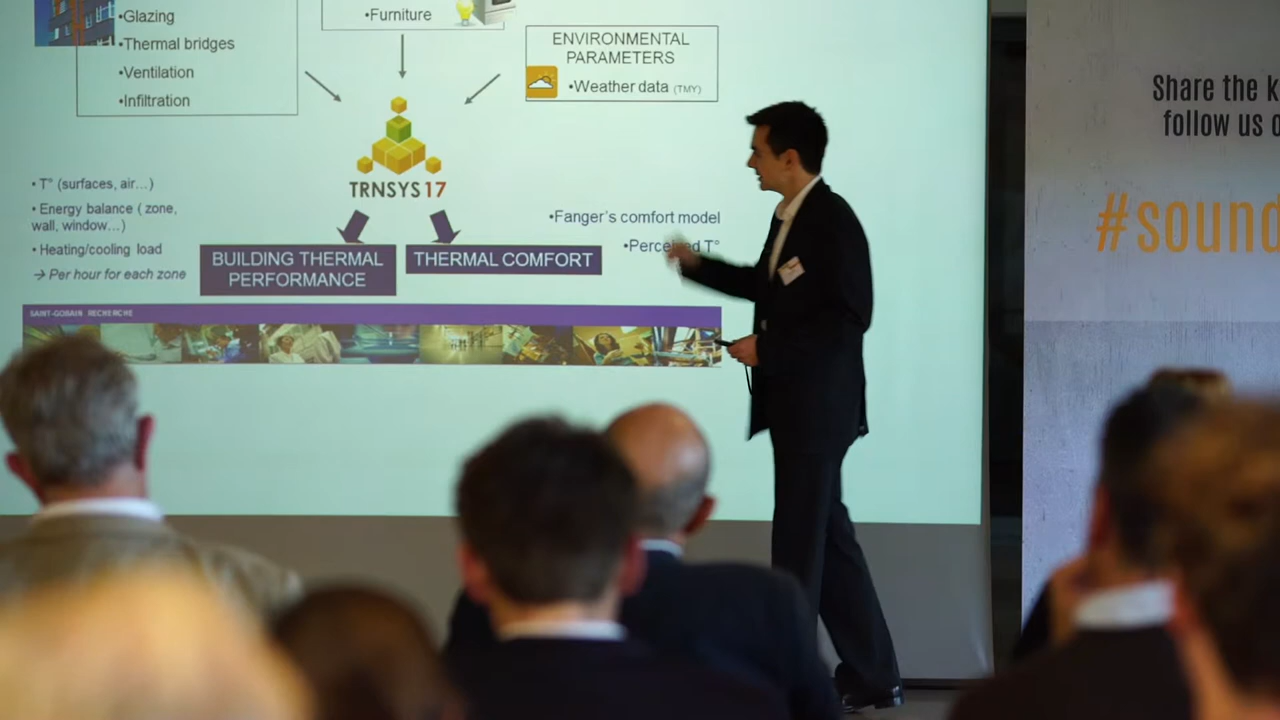 •Glazing
•Thermal bridges
•Ventilation
•Infiltration
•Furniture
ENVIRONMENTAL
PARAMETERS
•Weather data (TMY)
TRNSYS 17
• T° (surfaces, air...)
• Energy balance ( zone,
wall, window...)
• Heating/cooling load
→ Per hour for each zone
BUILDING THERMAL
PERFORMANCE
THERMAL COMFORT
•Fanger's comfort model
T°
SAINT-GOBAIN RECHERCHE
Share the
follow us
#sound